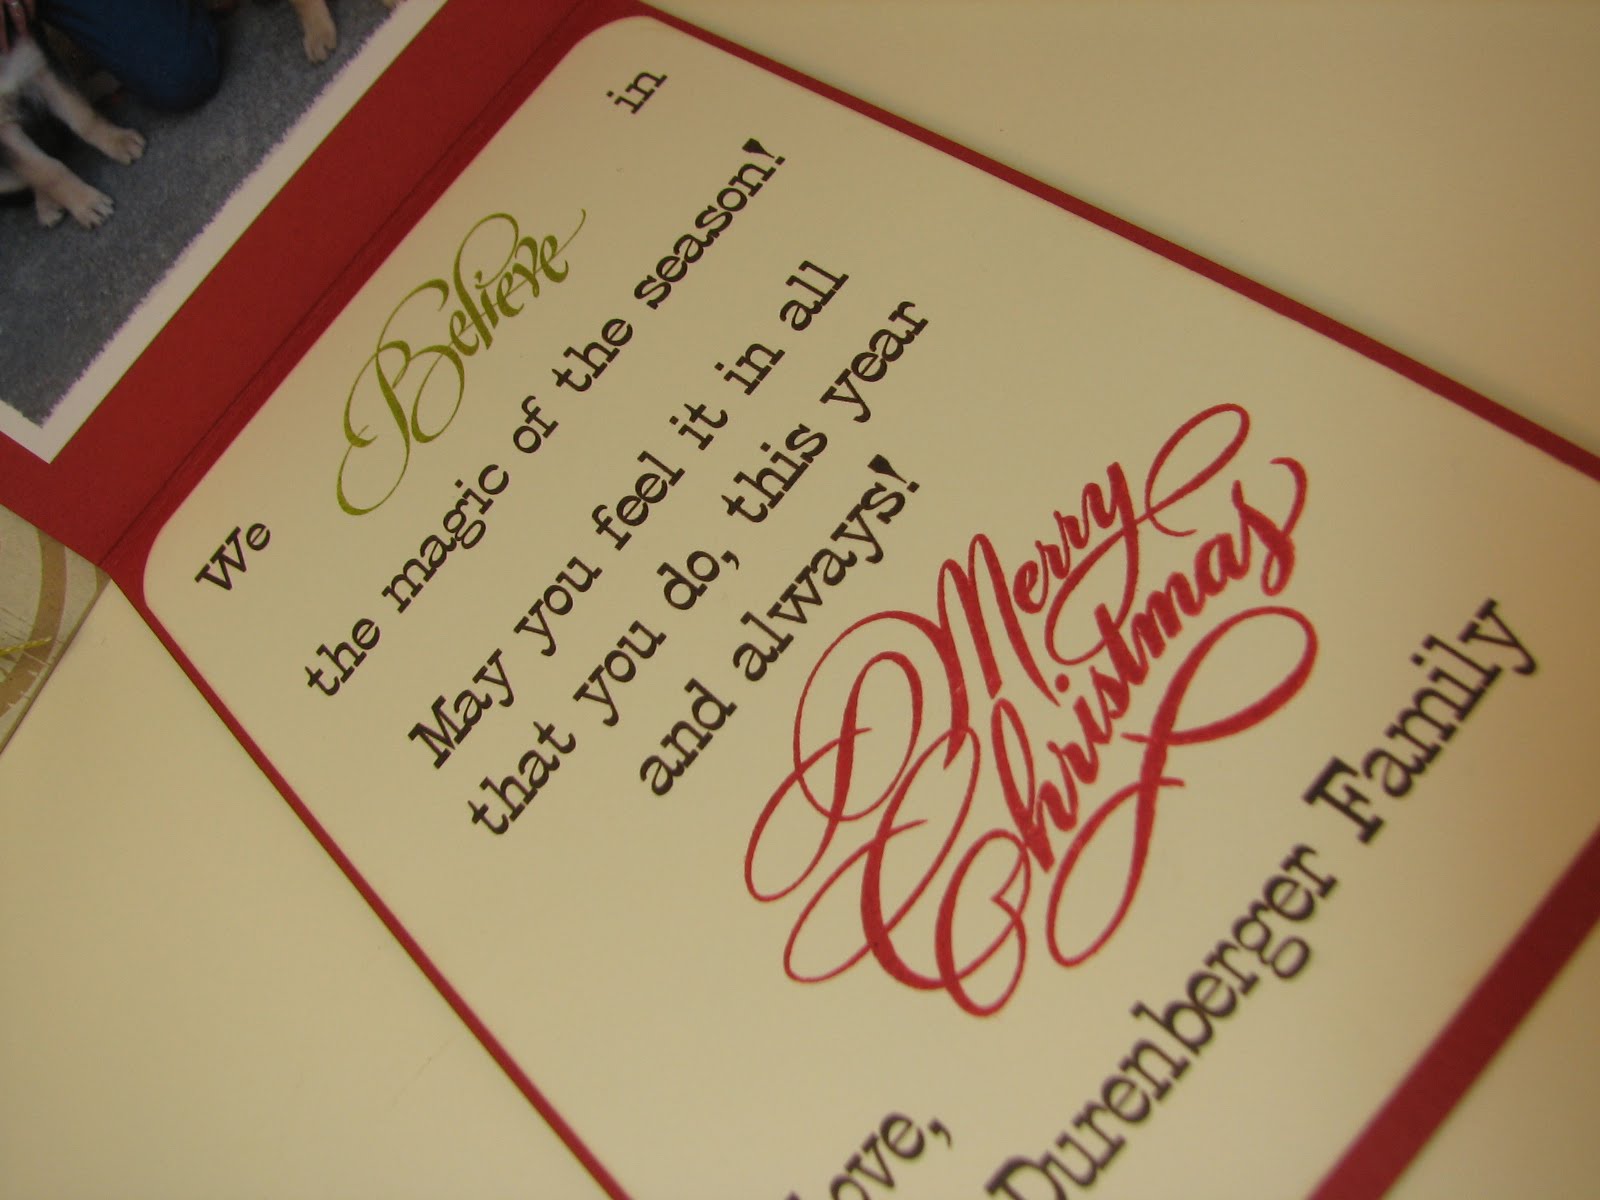 We Believe in
the magic of the season!
May you feel it in all
that you do, this year
and always!
Merry
Christmas
Love,
Durenberger Family